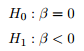 H₀ : β = 0
H₁ : β < 0